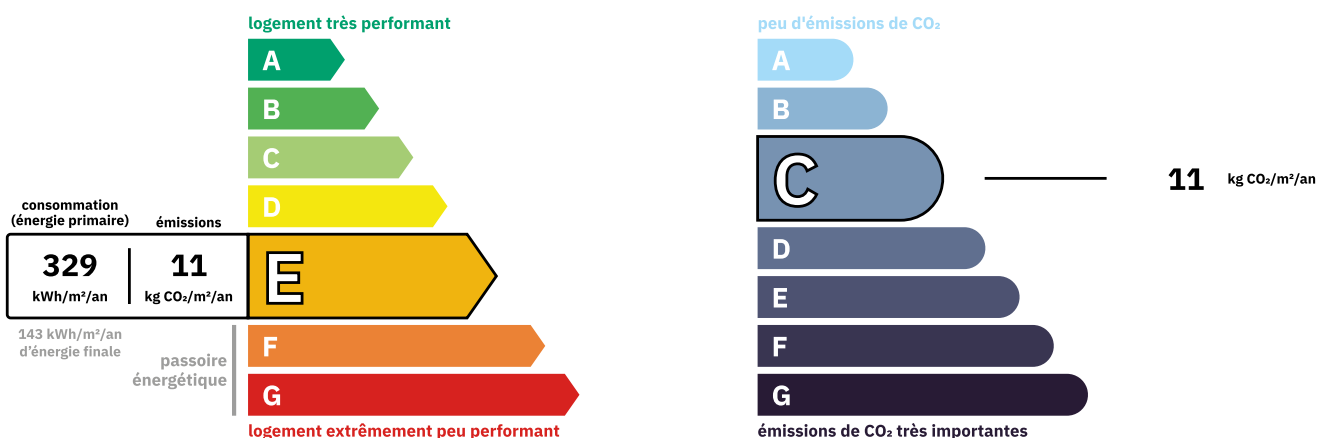 logement très performant
A
B
C
D
consommation
(énergie primaire)
émissions
329
kWh/m²/an
11
kg CO₂/m²/an
E
143 kWh/m²/an
d'énergie finale
passoire
énergétique
F
G
logement extrêmement peu performant
peu d'émissions de CO₂
A
B
C
11 kg CO₂/m²/an
D
E
F
G
émissions de CO₂ très importantes